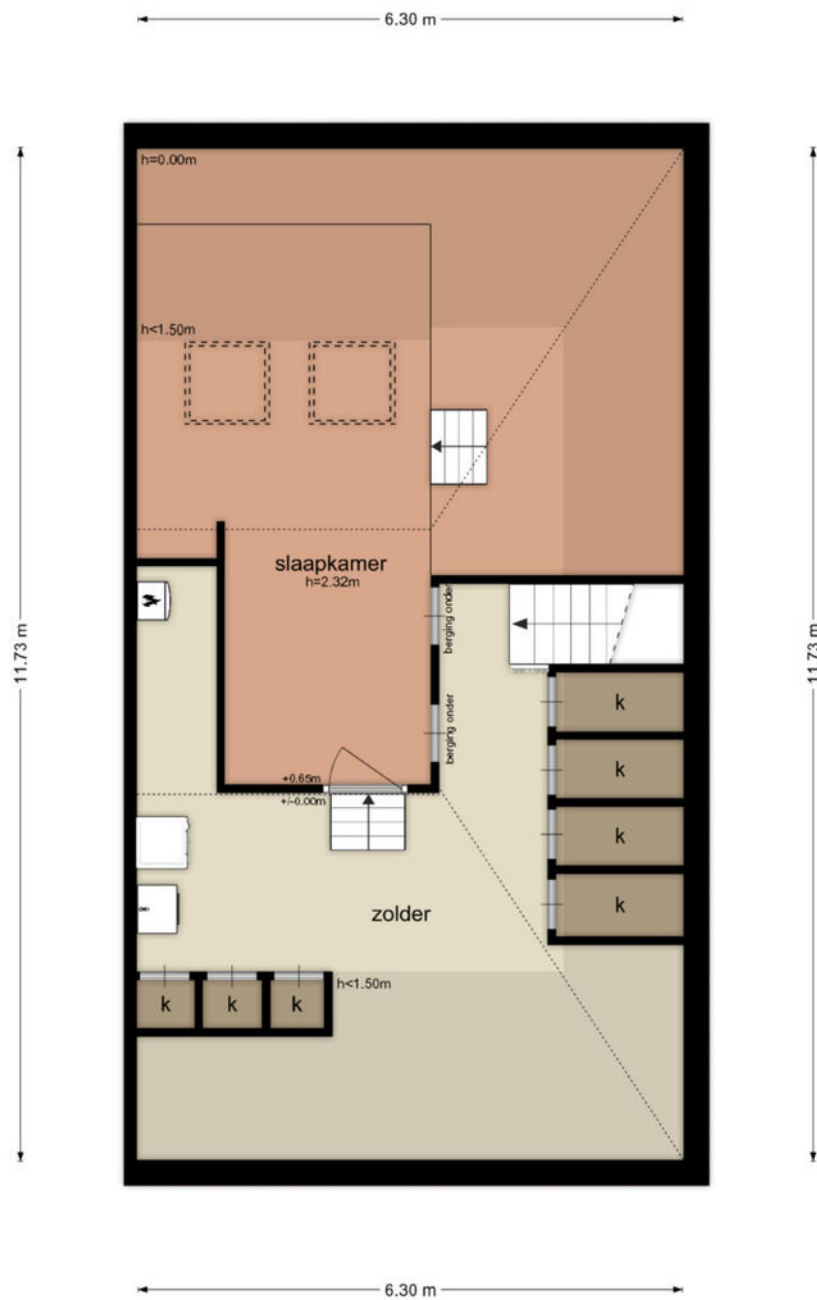 6.30 m
h=0.00m
h<1.50m
slaapkamer
h=2.32m
berging onder
k
11.73 m
11.73 m
berging onder
k
+0.65m
+/-0.00m
k
k
zolder
h<1.50m
k
k
k
6.30 m